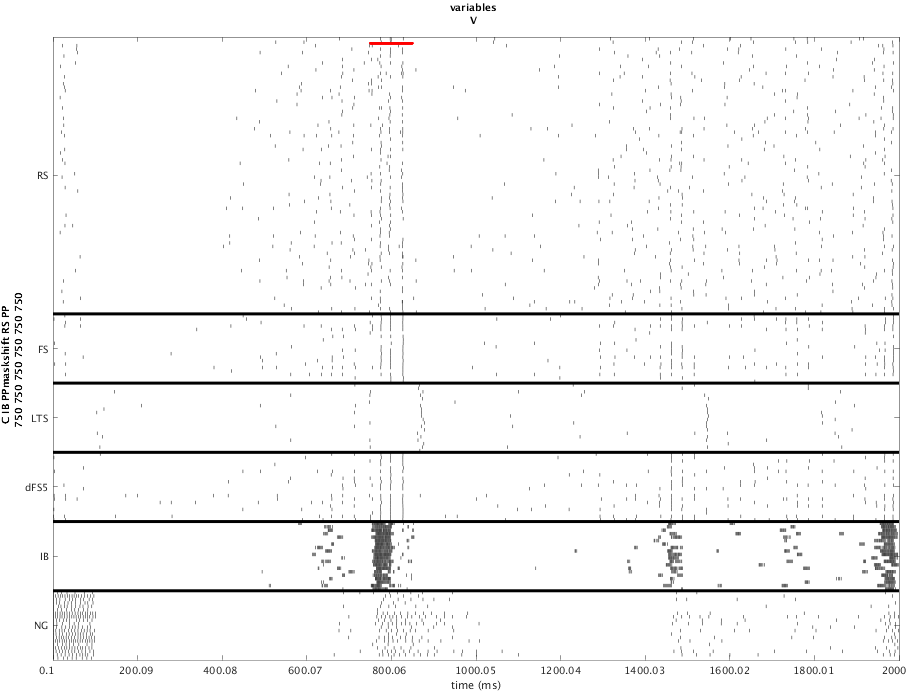 variables
V
RS
FS
LTS
dFS5
IB
NG
C IB PPmaskshift RS PP
750 750 750 750 750 750
0.1 200.09 400.08 600.07 800.06 1000.05 1200.04 1400.03 1600.02 1800.01 2000
time (ms)